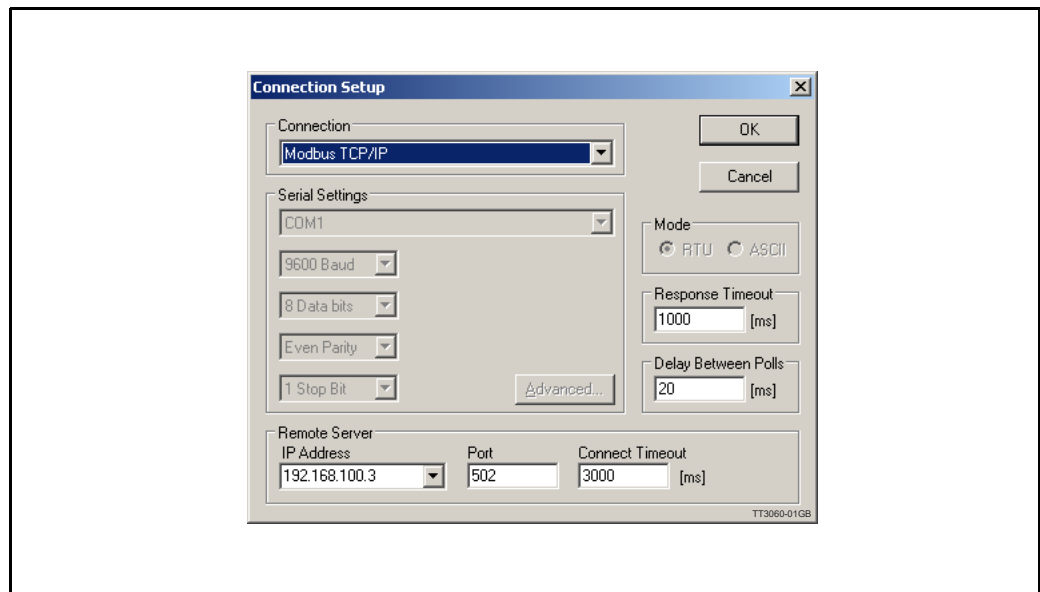 Connection Setup
Connection
Modbus TCP/IP
OK
Cancel
Serial Settings
COM1
9600 Baud
8 Data bits
Even Parity
1 Stop Bit
Advanced...
Mode
RTU ASCII
Response Timeout
1000 [ms]
Delay Between Polls
20 [ms]
Remote Server
IP Address Port Connect Timeout
192.168.100.3 502 3000 [ms]
TT3060-01GB